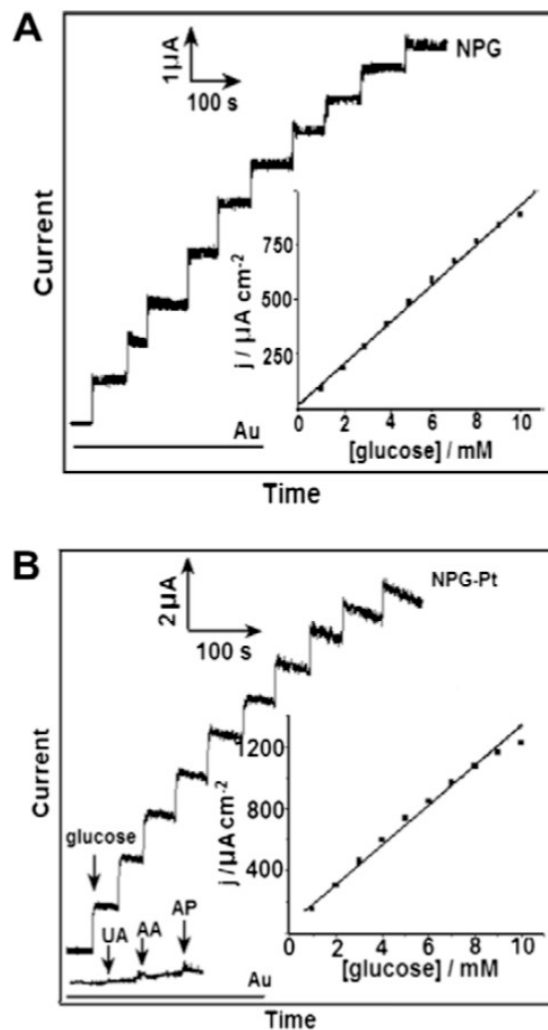 A
NPG
1μA
100 s
Current
j / μA cm-2
750
500
250
0 2 4 6 8 10
[glucose] / mM
Au
Time
B
NPG-Pt
2μA
100 s
Current
glucose
UA
AA
AP
j/μA cm-2
1200
800
400
0 2 4 6 8 10
[glucose] / mM
Au
Time